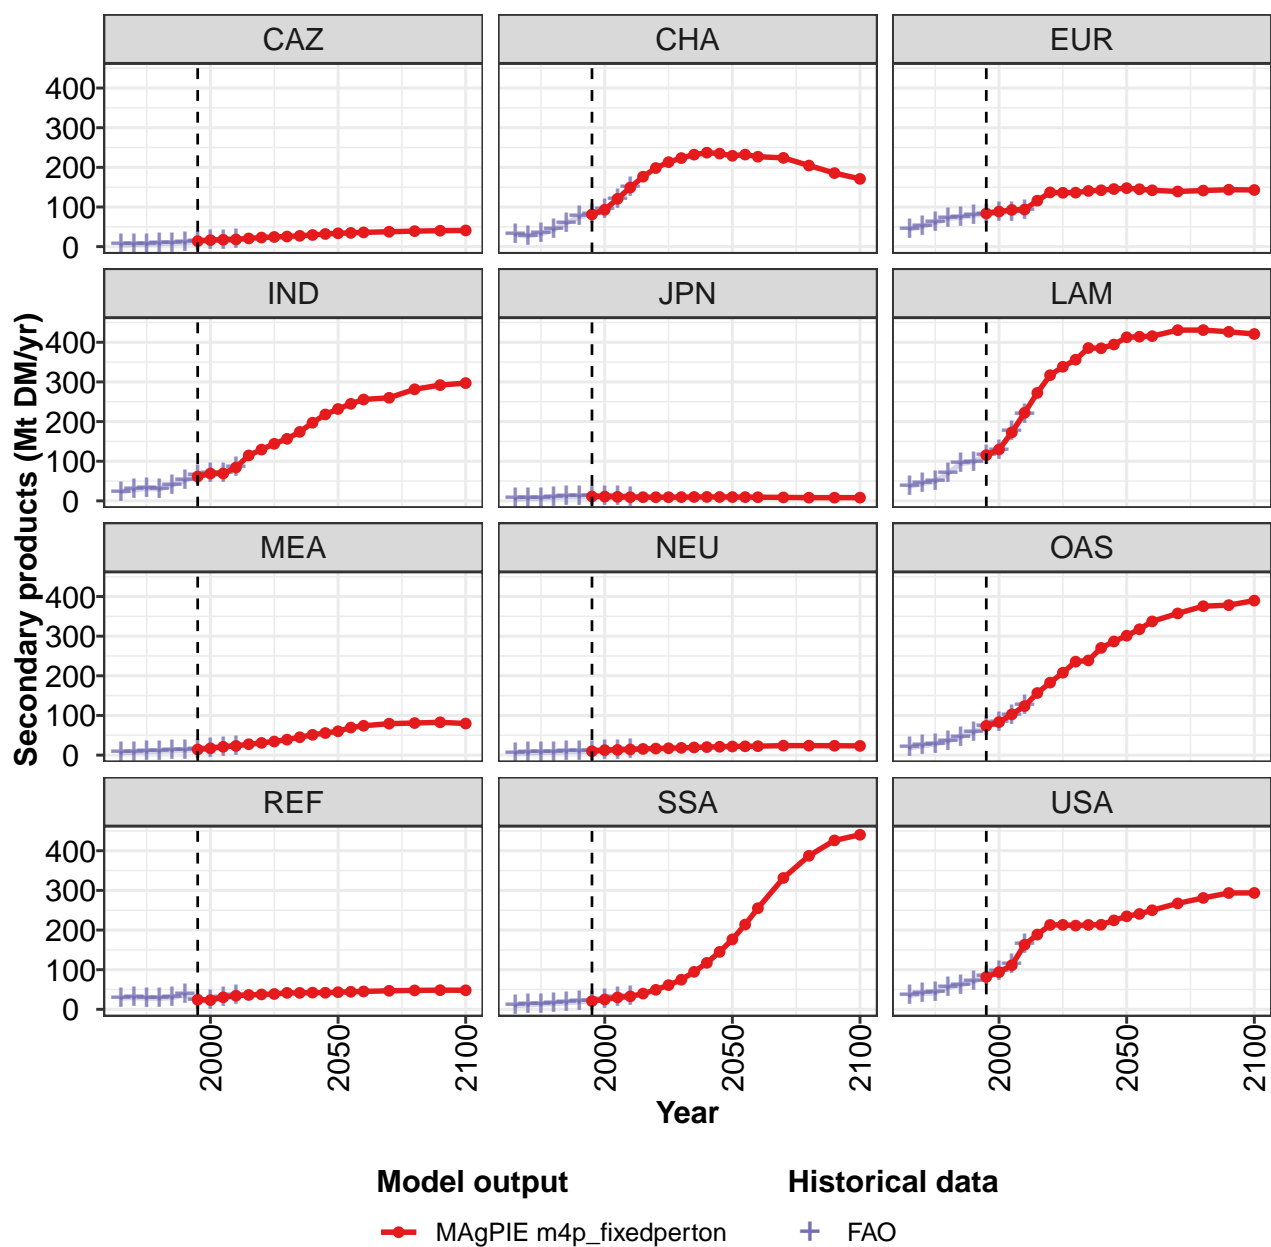 CAZ CHA EUR
400
300
200
100
0
IND JPN LAM
400
300
200
100
0
MEA NEU OAS
400
300
200
100
0
REF SSA USA
400
300
200
100
0
Secondary products (Mt DM/yr)
2000 2050 2100 2000 2050 2100 2000 2050 2100
Year
Model output Historical data
MAgPIE m4p_fixedperton FAO